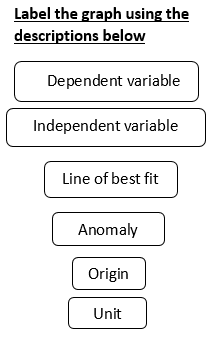 Label the graph using the
descriptions below
Dependent variable
Independent variable
Line of best fit
Anomaly
Origin
Unit